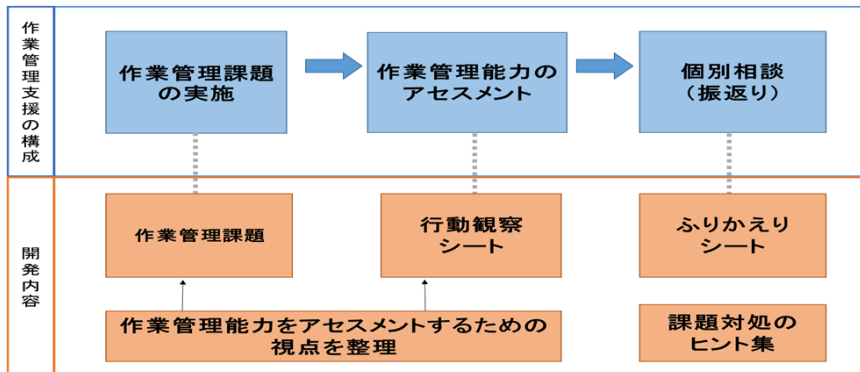 作業管理支援の構成
作業管理課題
の実施
作業管理能力の
アセスメント
個別相談
（振返り）
開発内容
作業管理課題
行動観察
シート
ふりかえり
シート
作業管理能力をアセスメントするための
視点を整理
課題対処の
ヒント集